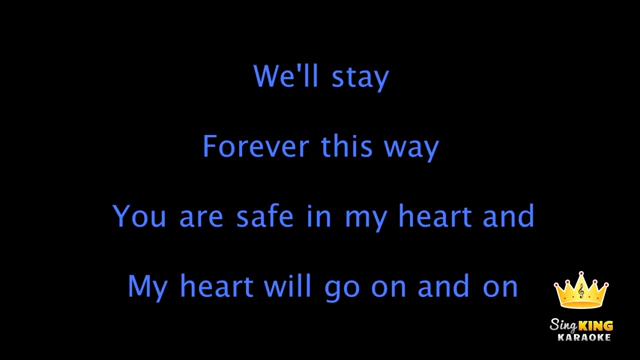 We'll stay
Forever this way
You are safe in my heart and
My heart will go on and on
Sing KING
KARAOKE